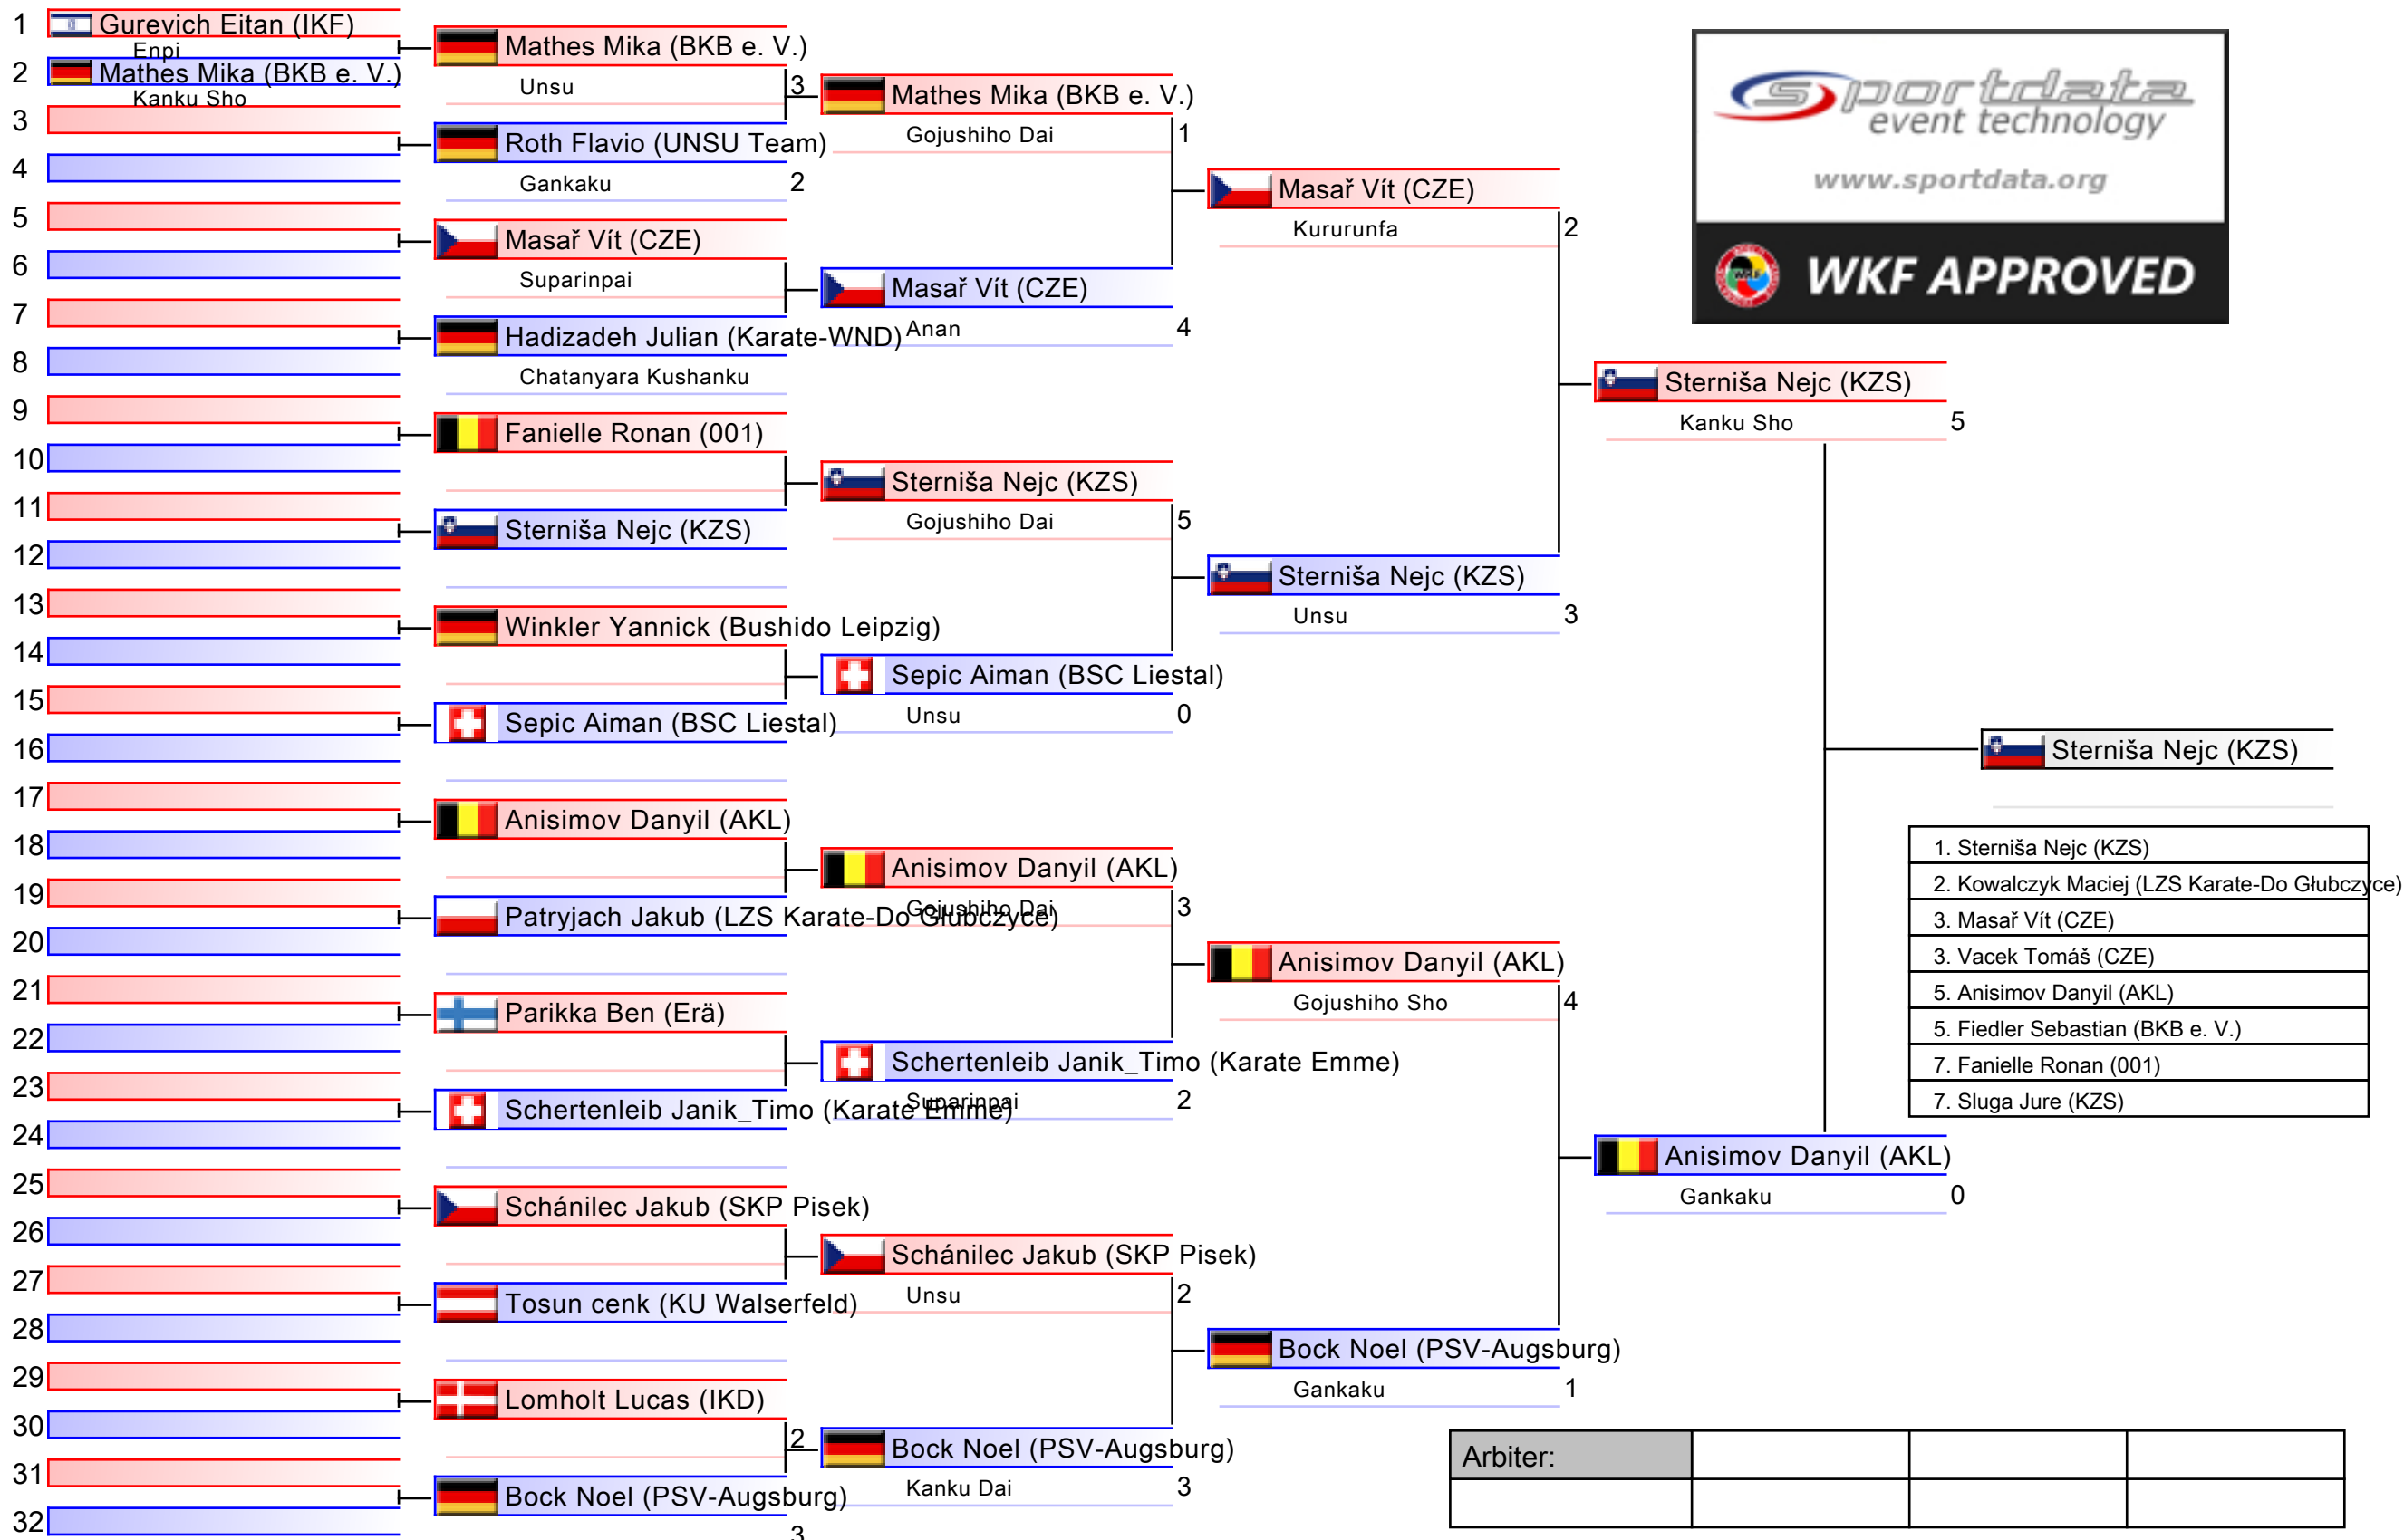 1 Gurevich Eitan (IKF)
Enpi
2 Mathes Mika (BKB e. V.)
Kanku Sho
3
4
5
6
7
8
9
10
11
12
13
14
15
16
17
18
19
20
21
22
23
24
25
26
27
28
29
30
31
32
Mathes Mika (BKB e. V.)
Unsu 3
Roth Flavio (UNSU Team)
Gankaku 2
Masař Vít (CZE)
Suparinpai
Hadizadeh Julian (Karate-WND)
Chatanyara Kushanku
Fanielle Ronan (001)
Sterniša Nejc (KZS)
Winkler Yannick (Bushido Leipzig)
Sepic Aiman (BSC Liestal)
Anisimov Danyil (AKL)
Patryjach Jakub (LZS Karate-Do Głubczyce)
Parikka Ben (Erä)
Schertenleib Janik_Timo (Karate Emme)
Schánilec Jakub (SKP Pisek)
Tosun cenk (KU Walserfeld)
Lomholt Lucas (IKD)
2
Bock Noel (PSV-Augsburg)
3
Mathes Mika (BKB e. V.)
Gojushiho Dai 1
Masař Vít (CZE)
Anan 4
Sterniša Nejc (KZS)
Gojushiho Dai 5
Sepic Aiman (BSC Liestal)
Unsu 0
Anisimov Danyil (AKL)
Gojushiho Dai 3
Schertenleib Janik_Timo (Karate Emme)
Suparinpai 2
Schánilec Jakub (SKP Pisek)
Unsu 2
Bock Noel (PSV-Augsburg)
Kanku Dai 3
Masař Vít (CZE)
Kururunfa 2
Sterniša Nejc (KZS)
Unsu 3
Anisimov Danyil (AKL)
Gojushiho Sho 4
Bock Noel (PSV-Augsburg)
Gankaku 1
Sterniša Nejc (KZS)
Kanku Sho 5
Anisimov Danyil (AKL)
Gankaku 0
Sterniša Nejc (KZS)
1. Sterniša Nejc (KZS)
2. Kowalczyk Maciej (LZS Karate-Do Głubczyce)
3. Masař Vít (CZE)
3. Vacek Tomáš (CZE)
5. Anisimov Danyil (AKL)
5. Fiedler Sebastian (BKB e. V.)
7. Fanielle Ronan (001)
7. Sluga Jure (KZS)
sportdata
event technology
www.sportdata.org
WKF
WKF APPROVED
Arbiter: